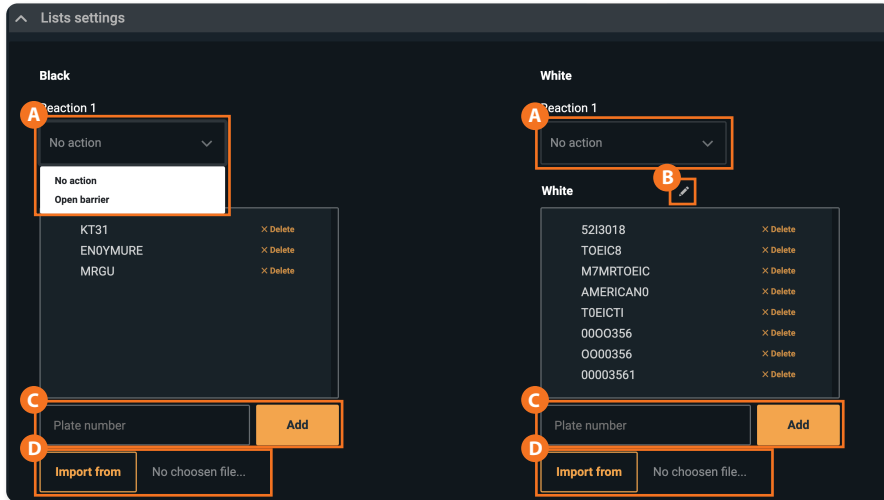 Lists settings
Black
White
Reaction 1
Reaction 1
A
A
No action
No action
No action
Open barrier
B
White
KT31 × Delete
EN0YMURE × Delete
MRGU × Delete
52I3018 × Delete
TOEIC8 × Delete
M7MRTOEIC × Delete
AMERICAN0 × Delete
T0EICTI × Delete
00OO356 × Delete
OO00356 × Delete
00003561 × Delete
C
C
Plate number Add
Plate number Add
D
D
Import from No choosen file...
Import from No choosen file...